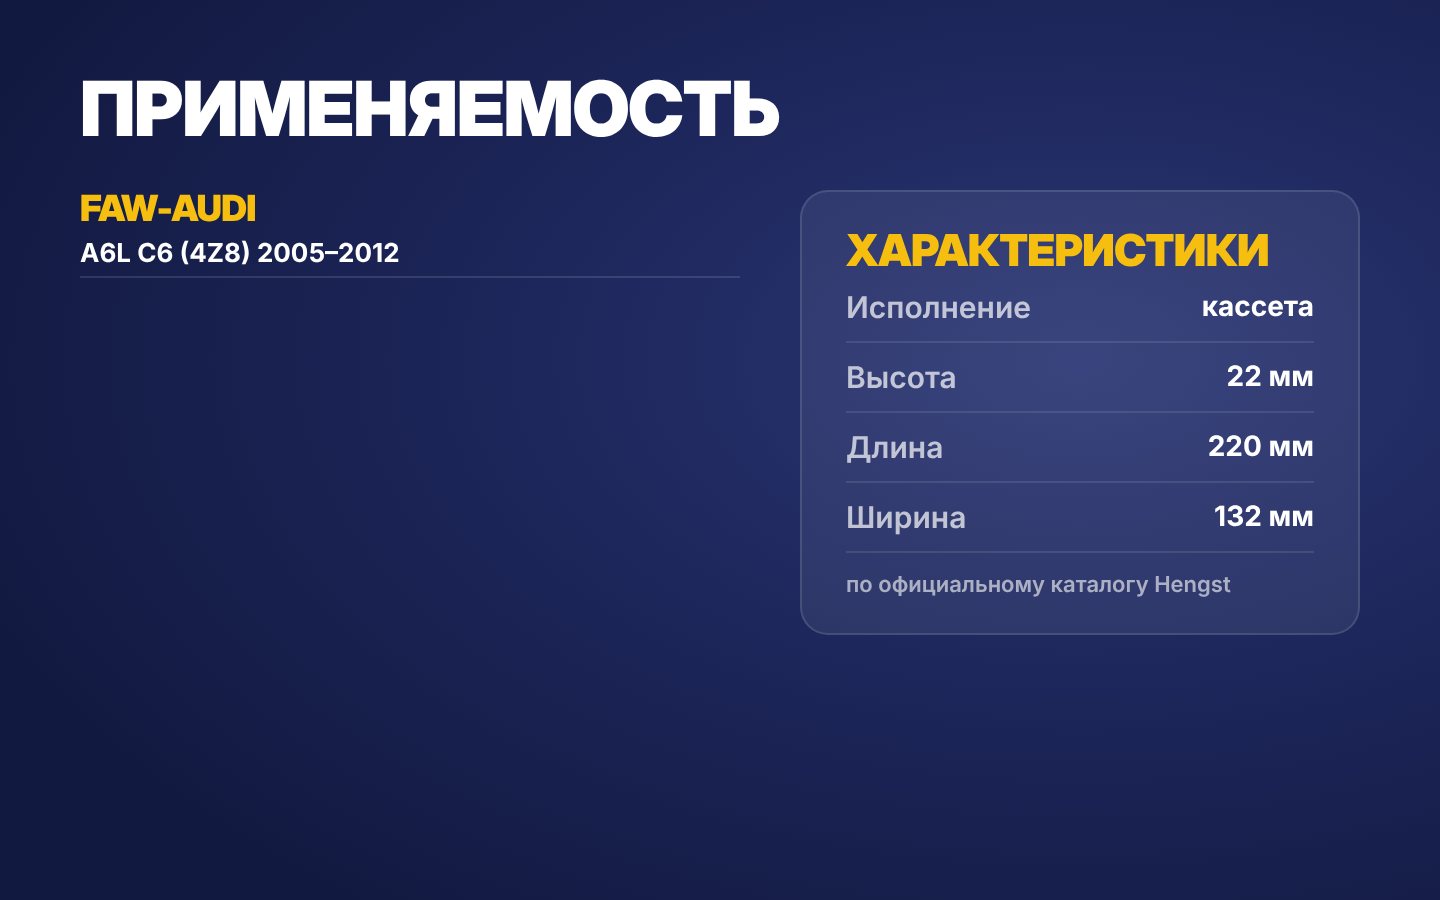 ПРИМЕНЯЕМОСТЬ
FAW-AUDI
A6L C6 (4Z8) 2005–2012
ХАРАКТЕРИСТИКИ
Исполнение кассета
Высота 22 мм
Длина 220 мм
Ширина 132 мм
по официальному каталогу Hengst